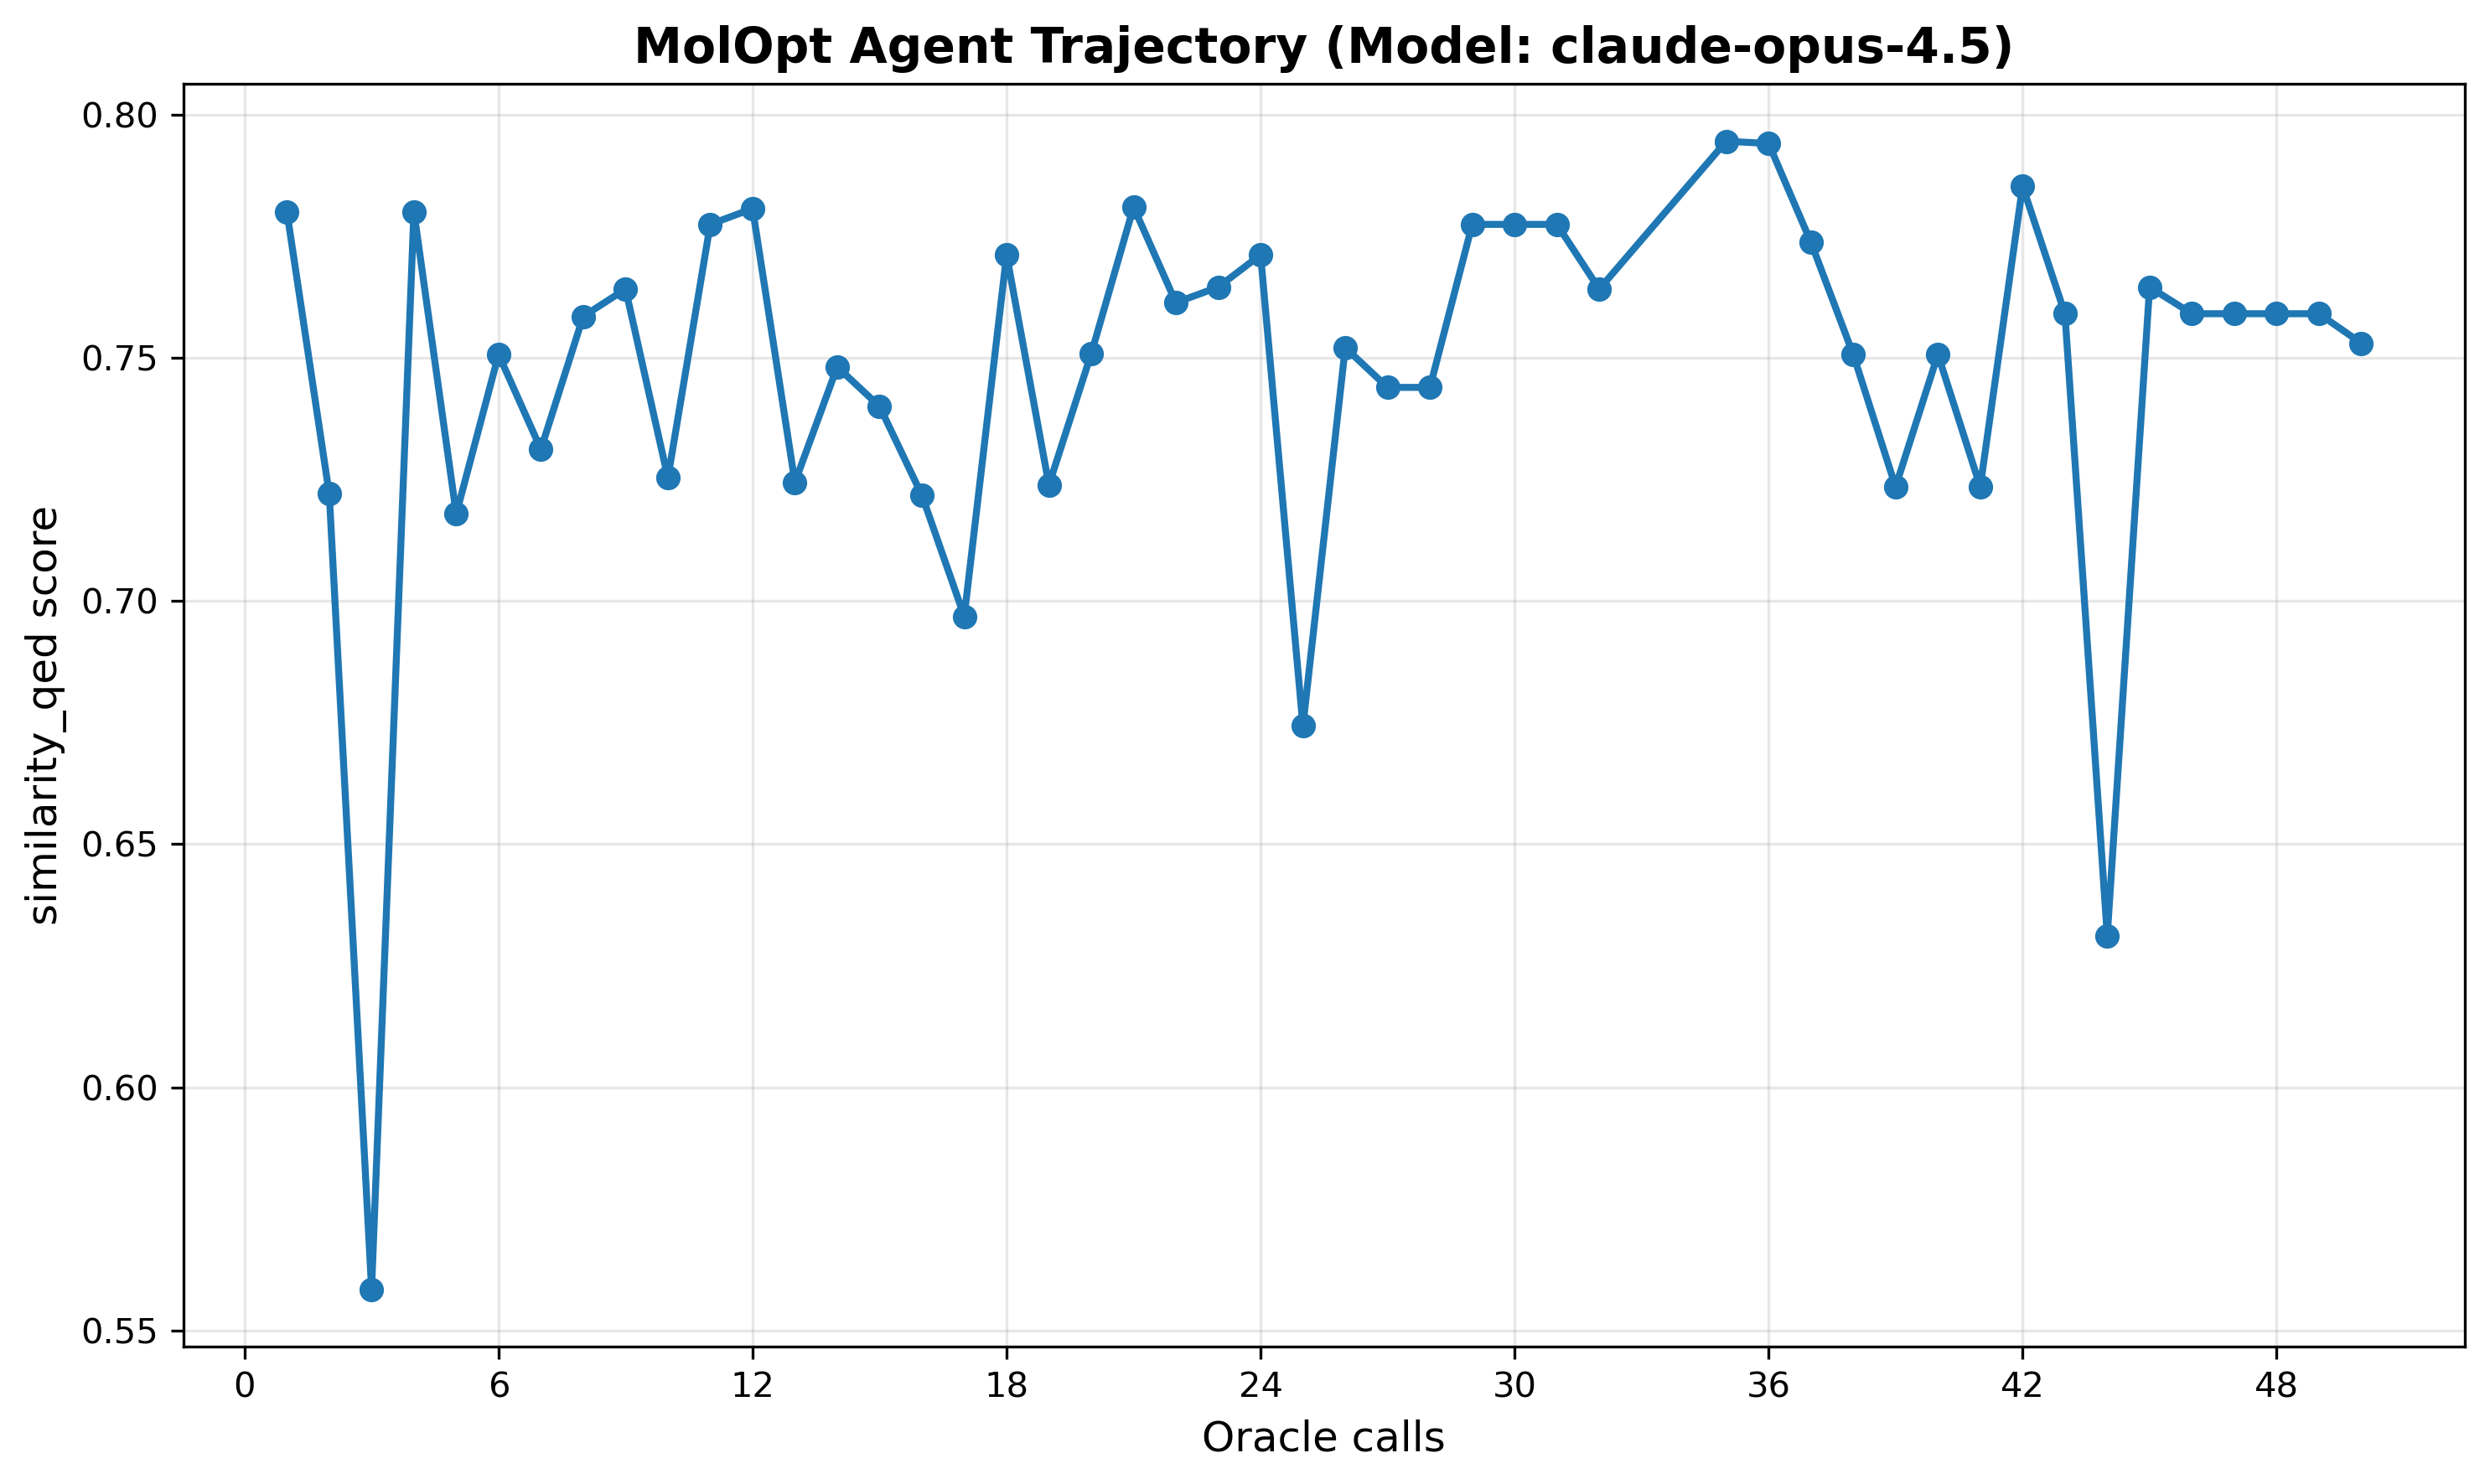 MolOpt Agent Trajectory (Model: claude-opus-4.5)
similarity_qed score
0.80
0.75
0.70
0.65
0.60
0.55
0 6 12 18 24 30 36 42 48
Oracle calls